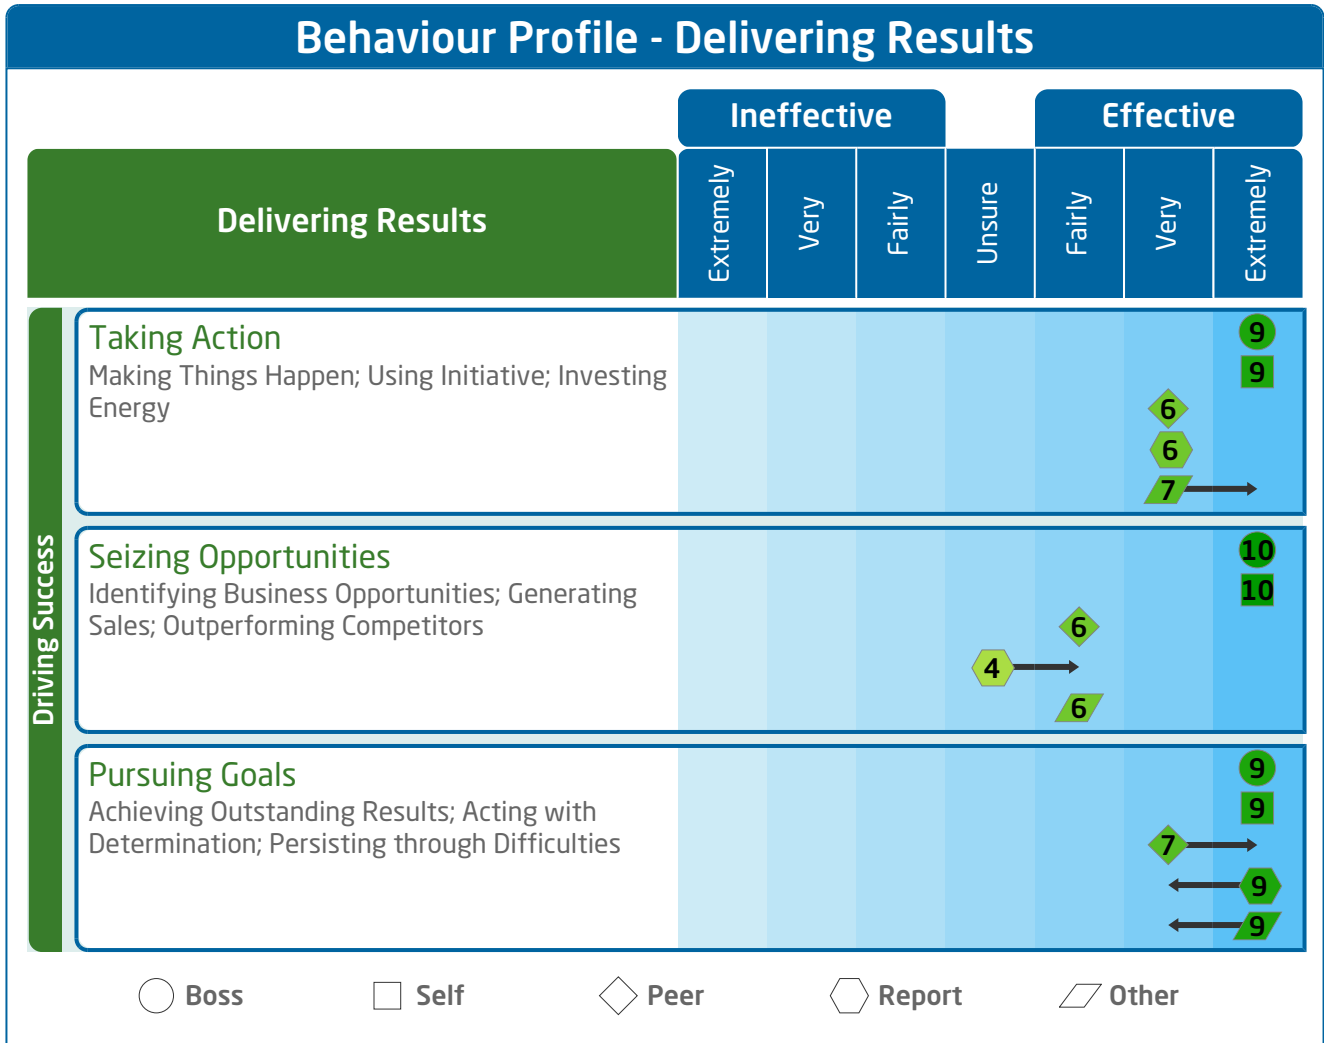 Behaviour Profile - Delivering Results
Ineffective
Effective
Delivering Results
Extremely
Very
Fairly
Unsure
Fairly
Very
Extremely
Driving Success
Taking Action
Making Things Happen; Using Initiative; Investing
Energy
9
9
6
6
7
Seizing Opportunities
Identifying Business Opportunities; Generating
Sales; Outperforming Competitors
10
10
6
4
6
Pursuing Goals
Achieving Outstanding Results; Acting with
Determination; Persisting through Difficulties
9
9
7
9
9
Boss
Self
Peer
Report
Other